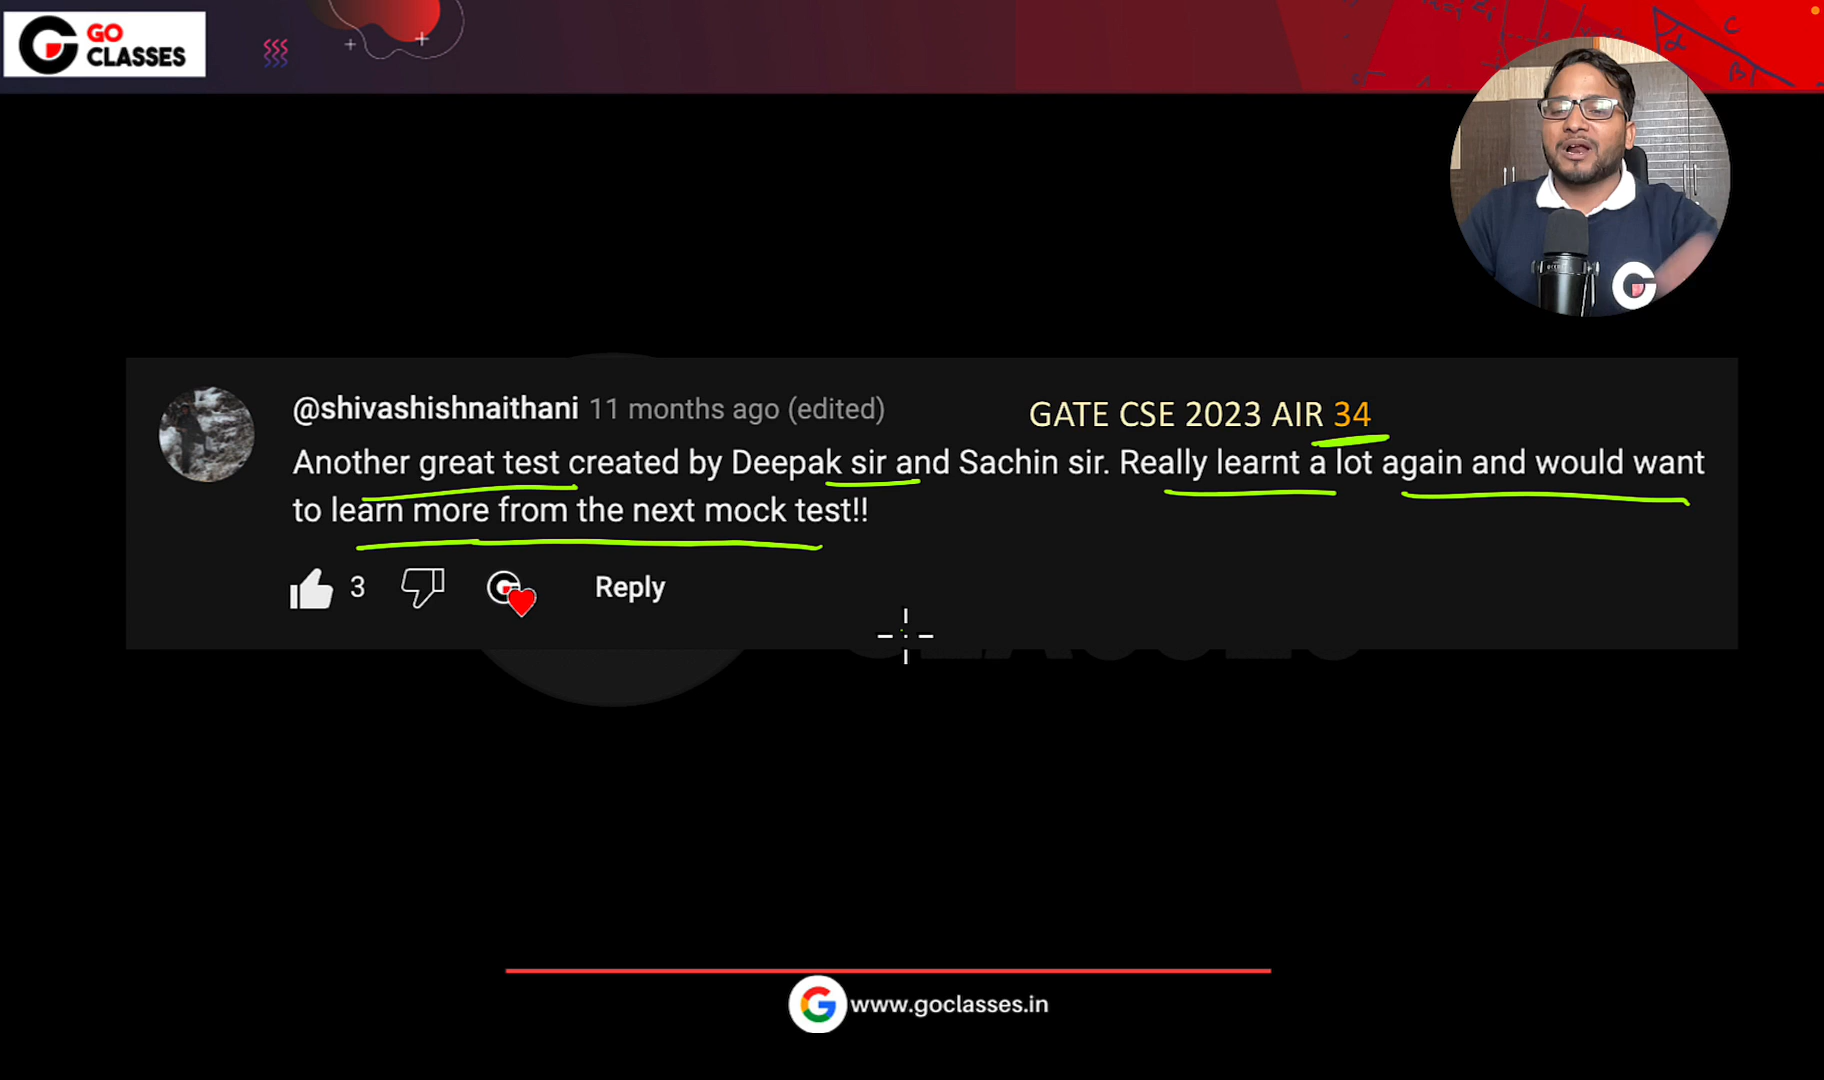 GO
CLASSES
@shivashishnaithani 11 months ago (edited)
GATE CSE 2023 AIR 34
Another great test created by Deepak sir and Sachin sir. Really learnt a lot again and would want
to learn more from the next mock test!!
3
Reply
www.goclasses.in